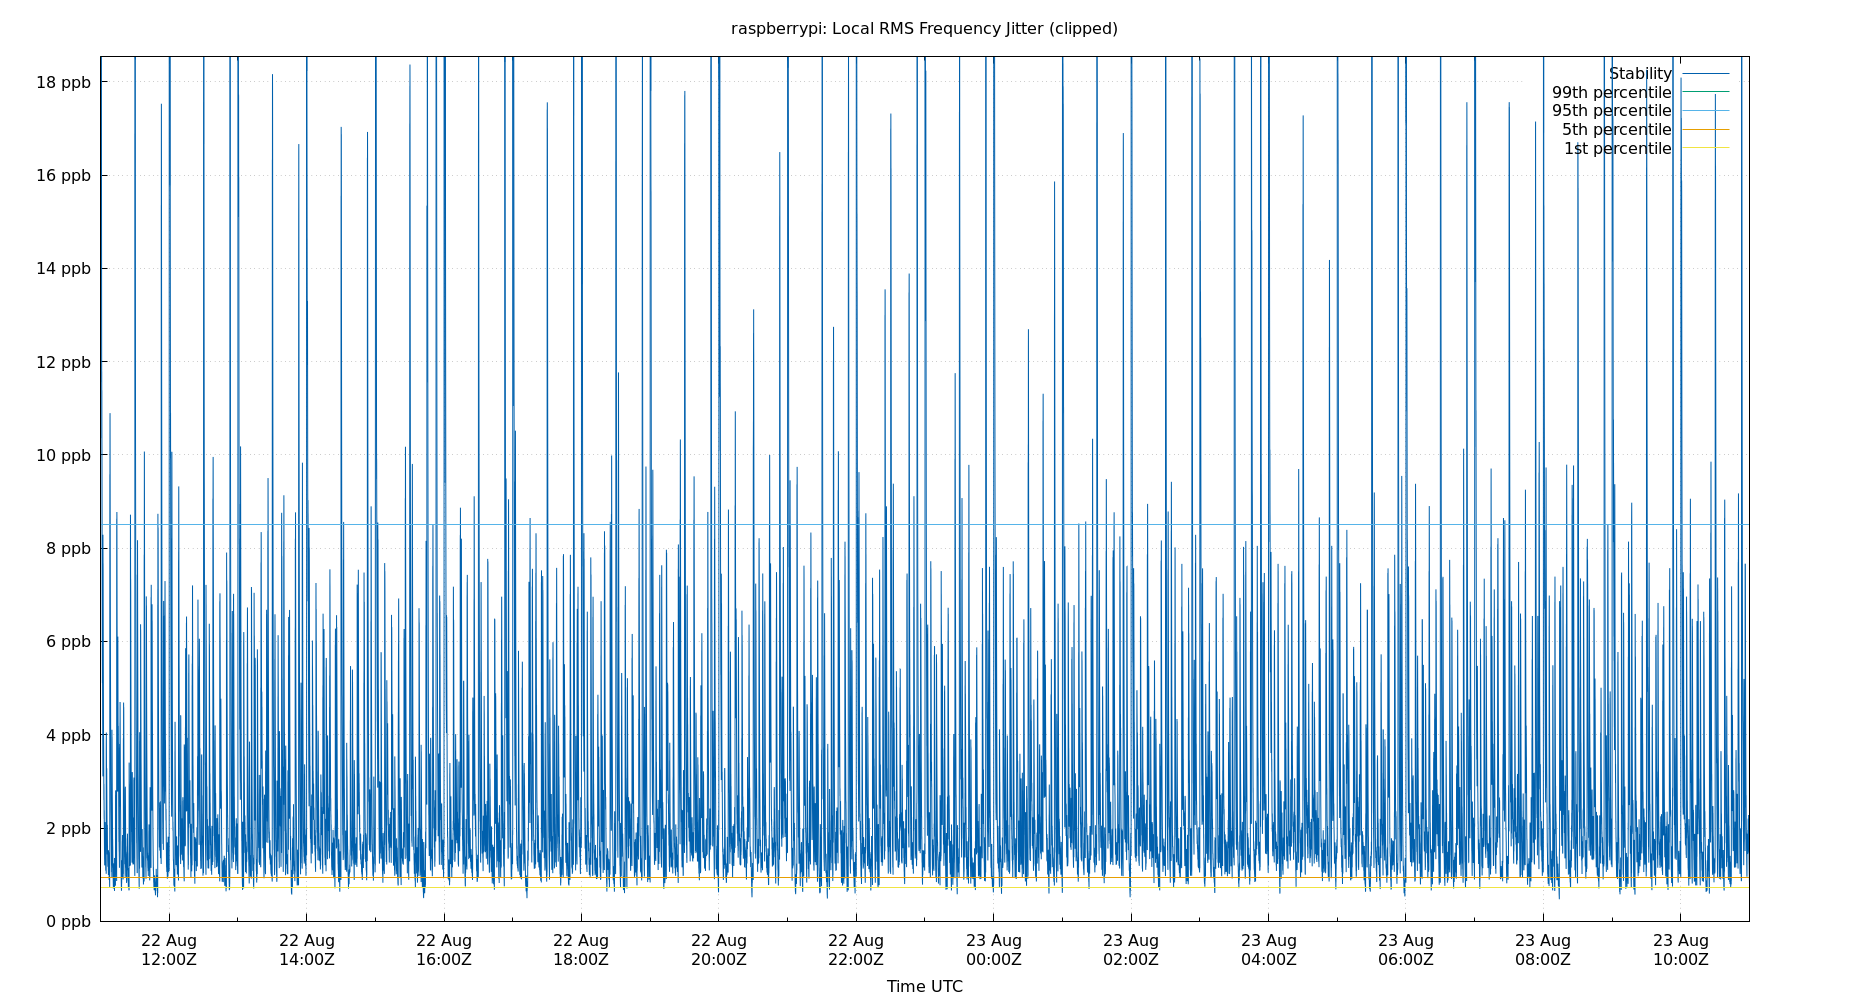 raspberrypi: Local RMS Frequency Jitter (clipped)
18 ppb
16 ppb
14 ppb
12 ppb
10 ppb
8 ppb
6 ppb
4 ppb
2 ppb
0 ppb
Stability
99th percentile
95th percentile
5th percentile
1st percentile
22 Aug
12:00Z
22 Aug
14:00Z
22 Aug
16:00Z
22 Aug
18:00Z
22 Aug
20:00Z
22 Aug
22:00Z
23 Aug
00:00Z
23 Aug
02:00Z
23 Aug
04:00Z
23 Aug
06:00Z
23 Aug
08:00Z
23 Aug
10:00Z
Time UTC